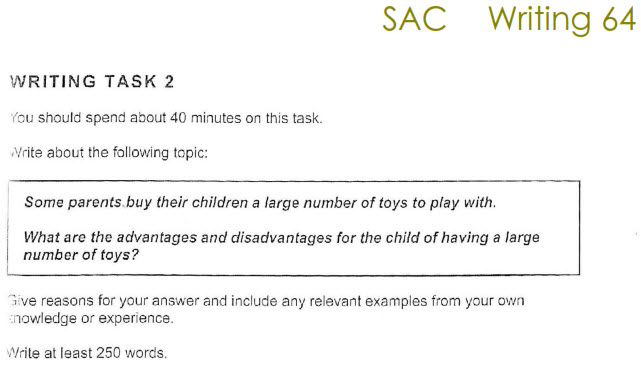 SAC Writing 64
WRITING TASK 2
You should spend about 40 minutes on this task.
Write about the following topic:
Some parents buy their children a large number of toys to play with.
What are the advantages and disadvantages for the child of having a large
number of toys?
Give reasons for your answer and include any relevant examples from your own
knowledge or experience.
Write at least 250 words.